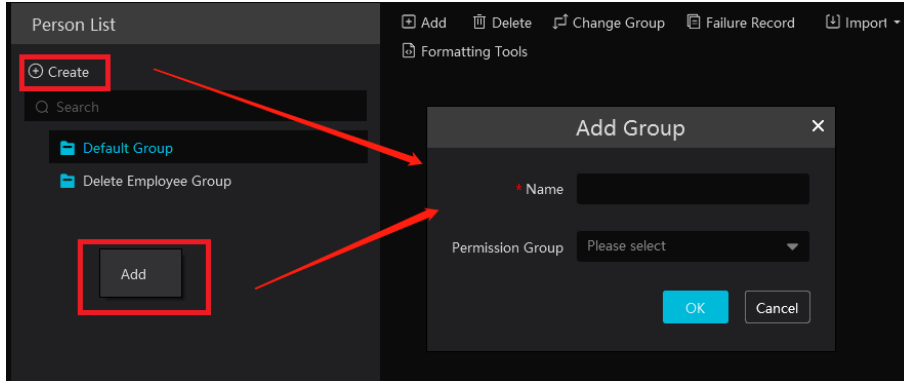 Person List
Create
Search
Default Group
Delete Employee Group
Add
Add Delete Change Group Failure Record Import
Formatting Tools
Add Group
* Name
Permission Group Please select
OK Cancel